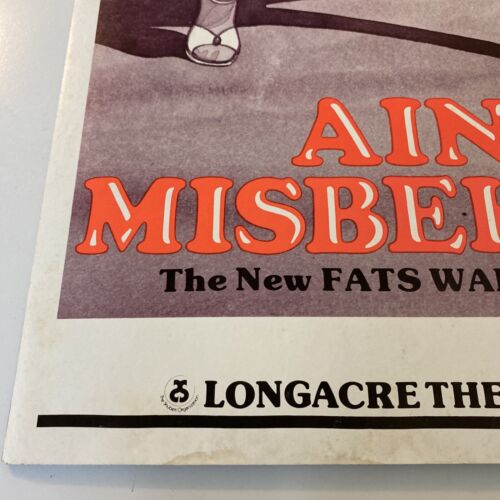 AIN
MISBE
The New FATS WA
LONGACRE THE